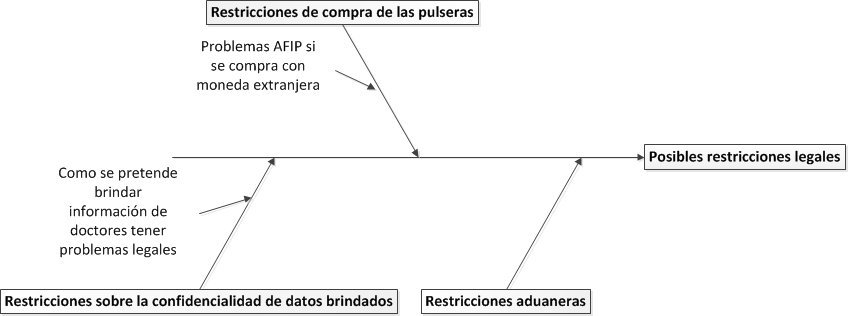 Restricciones de compra de las pulseras
Problemas AFIP si
se compra con
moneda extranjera
Posibles restricciones legales
Como se pretende
brindar
información de
doctores tener
problemas legales
Restricciones sobre la confidencialidad de datos brindados
Restricciones aduaneras